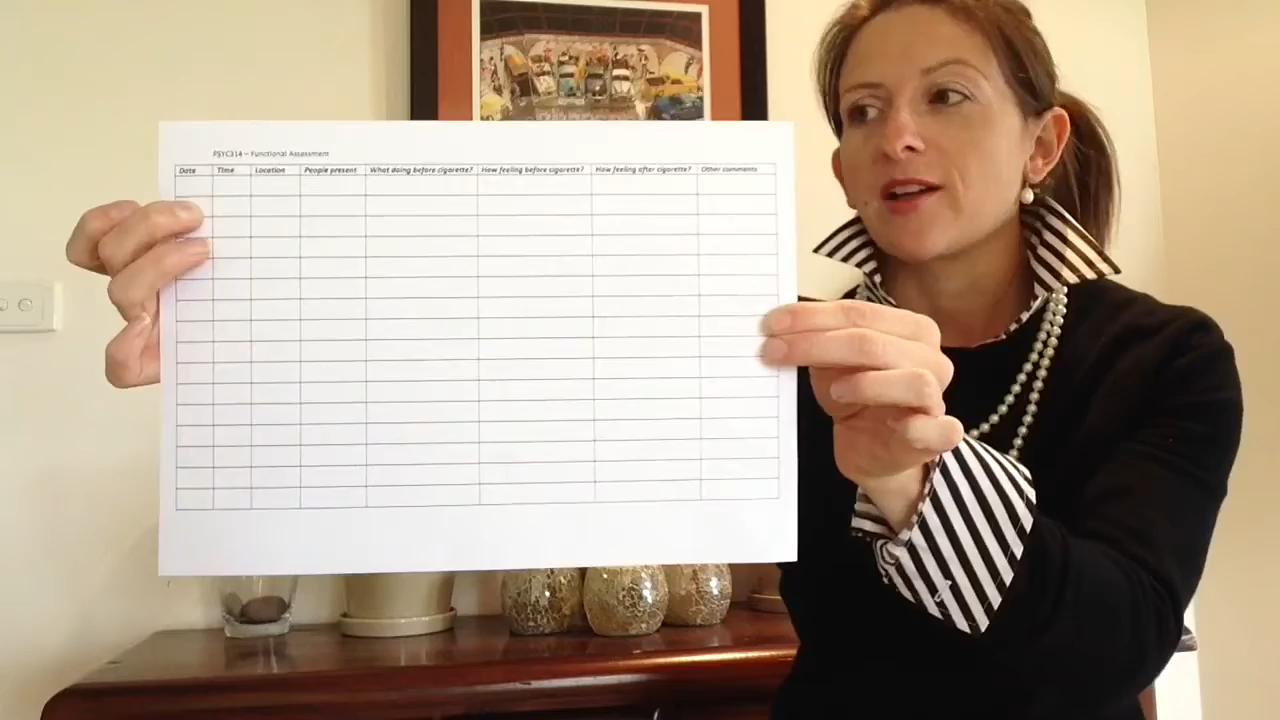 PSYC314 – Functional Assessment
Date Time Location People present What doing before cigarette? How feeling before cigarette? How feeling after cigarette? Other comments